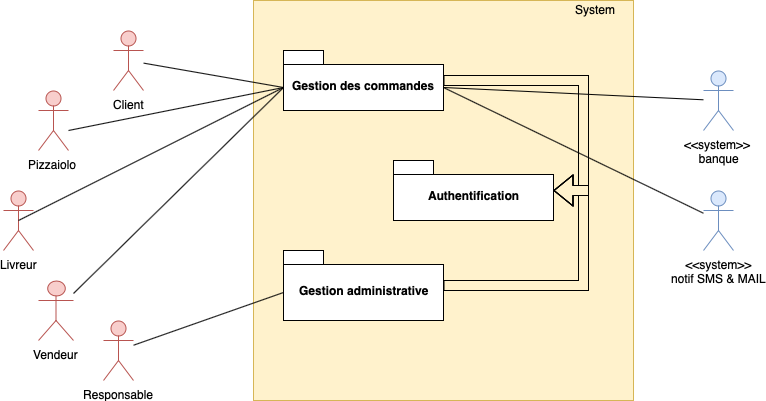 System
Client
Gestion des commandes
Pizzaiolo
<<system>>
banque
Authentification
Livreur
<<system>>
notif SMS & MAIL
Gestion administrative
Vendeur
Responsable